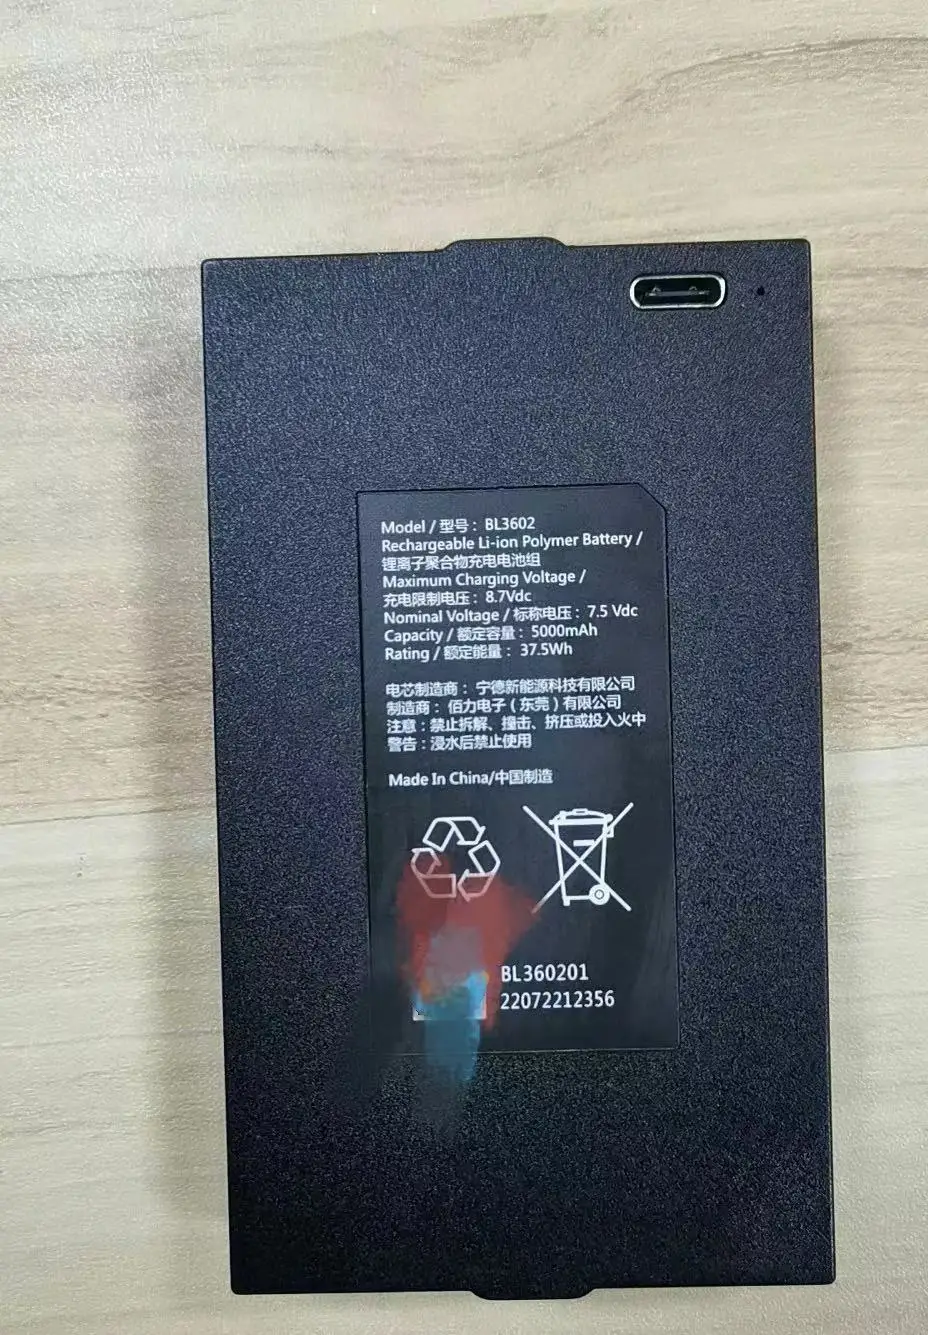 Model / 型号： BL3602
Rechargeable Li-ion Polymer Battery /
锂离子聚合物充电电池组
Maximum Charging Voltage /
充电限制电压： 8.7Vdc
Nominal Voltage / 标称电压： 7.5 Vdc
Capacity / 额定容量： 5000mAh
Rating / 额定能量： 37.5Wh
电芯制造商： 宁德新能源科技有限公司
制造商： 佰力电子（东莞）有限公司
注意：禁止拆解、撞击、挤压或投入火中
警告：浸水后禁止使用
Made In China/中国制造
BL360201
22072212356